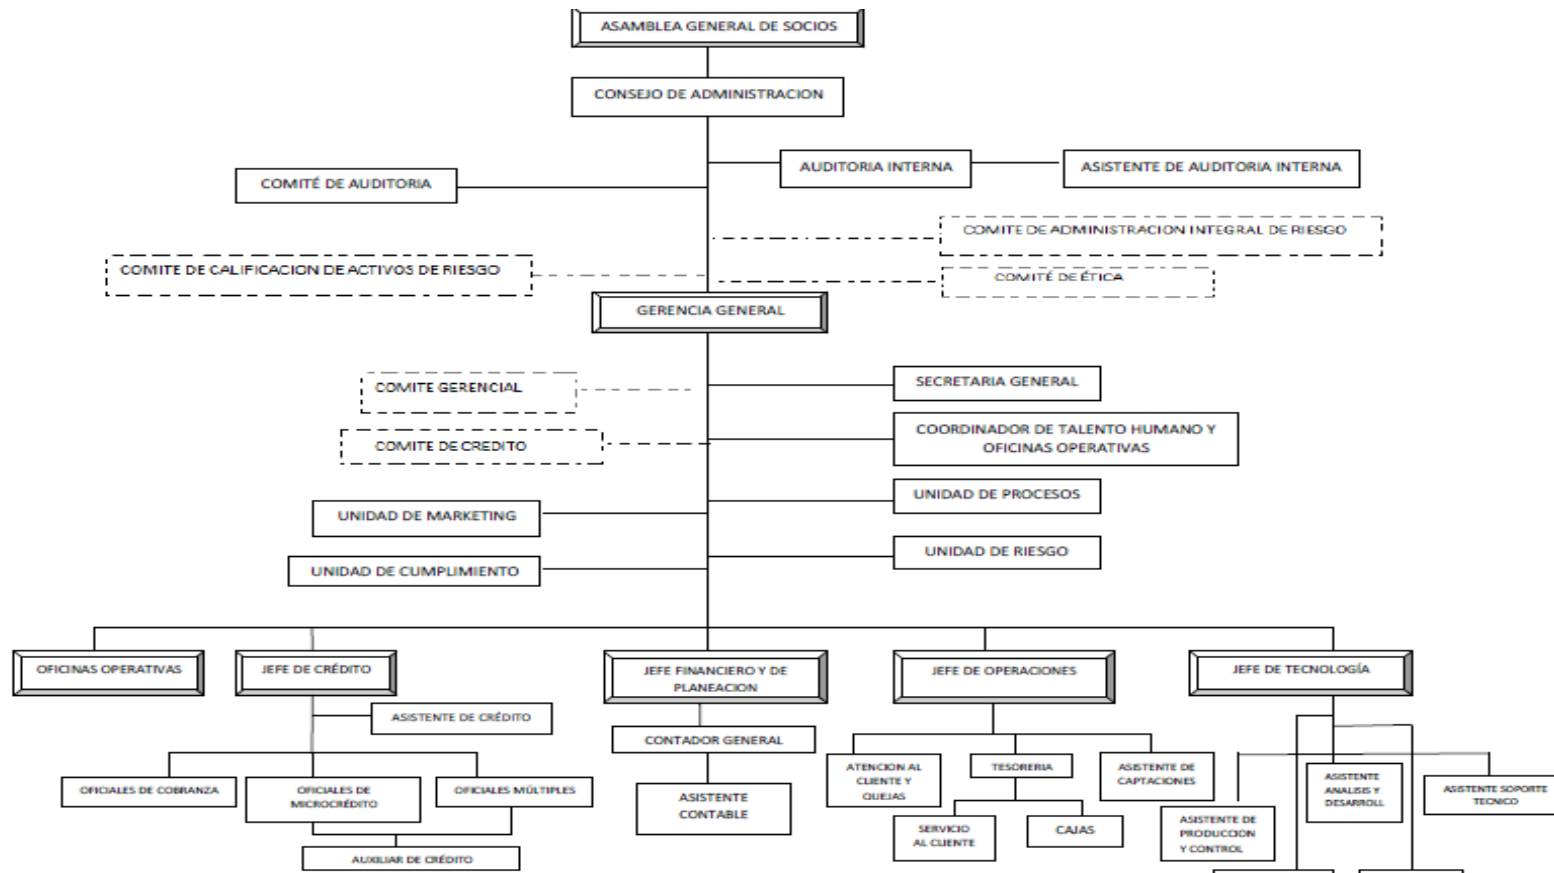 ASAMBLEA GENERAL DE SOCIOS
CONSEJO DE ADMINISTRACION
AUDITORIA INTERNA
ASISTENTE DE AUDITORIA INTERNA
COMITÉ DE AUDITORIA
COMITE DE ADMINISTRACION INTEGRAL DE RIESGO
COMITE DE CALIFICACION DE ACTIVOS DE RIESGO
COMITÉ DE ÉTICA
GERENCIA GENERAL
COMITE GERENCIAL
SECRETARIA GENERAL
COORDINADOR DE TALENTO HUMANO Y
OFICINAS OPERATIVAS
COMITE DE CREDITO
UNIDAD DE PROCESOS
UNIDAD DE MARKETING
UNIDAD DE RIESGO
UNIDAD DE CUMPLIMIENTO
OFICINAS OPERATIVAS
JEFE DE CRÉDITO
JEFE FINANCIERO Y DE
PLANEACION
JEFE DE OPERACIONES
JEFE DE TECNOLOGÍA
ASISTENTE DE CRÉDITO
CONTADOR GENERAL
ATENCION AL
CLIENTE Y
QUEJAS
TESORERIA
ASISTENTE DE
CAPTACIONES
ASISTENTE
ANALISIS Y
DESARROLL
ASISTENTE SOPORTE
TECNICO
OFICIALES DE COBRANZA
OFICIALES DE
MICROCRÉDITO
OFICIALES MÚLTIPLES
ASISTENTE
CONTABLE
SERVICIO
AL CLIENTE
CAJAS
ASISTENTE DE
PRODUCCION
Y CONTROL
AUXILIAR DE CRÉDITO